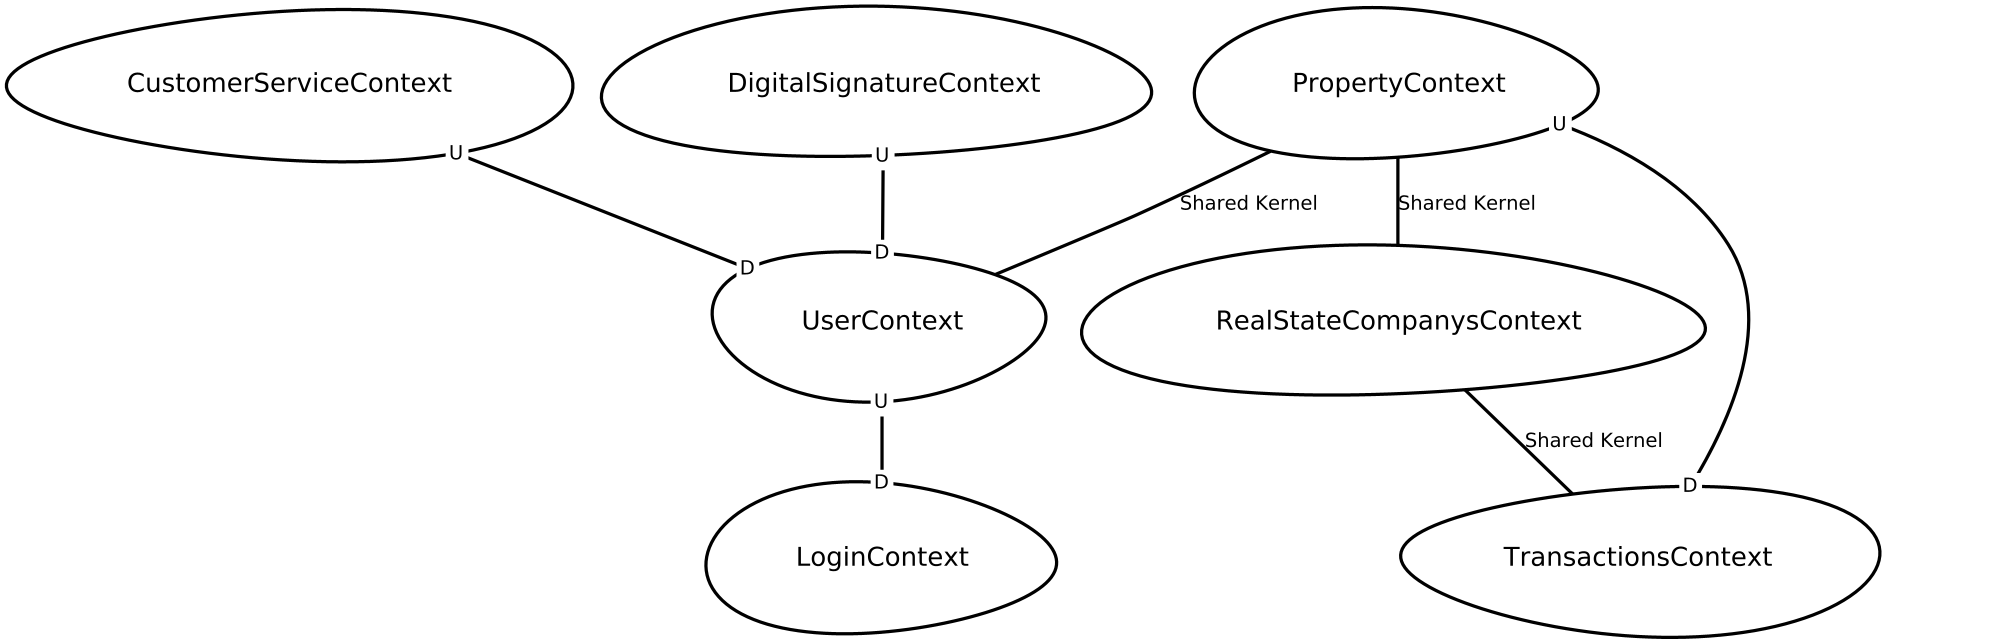 CustomerServiceContext
DigitalSignatureContext
PropertyContext
U
U
U
Shared Kernel
Shared Kernel
D
D
UserContext
RealStateCompanysContext
U
Shared Kernel
D
D
LoginContext
TransactionsContext